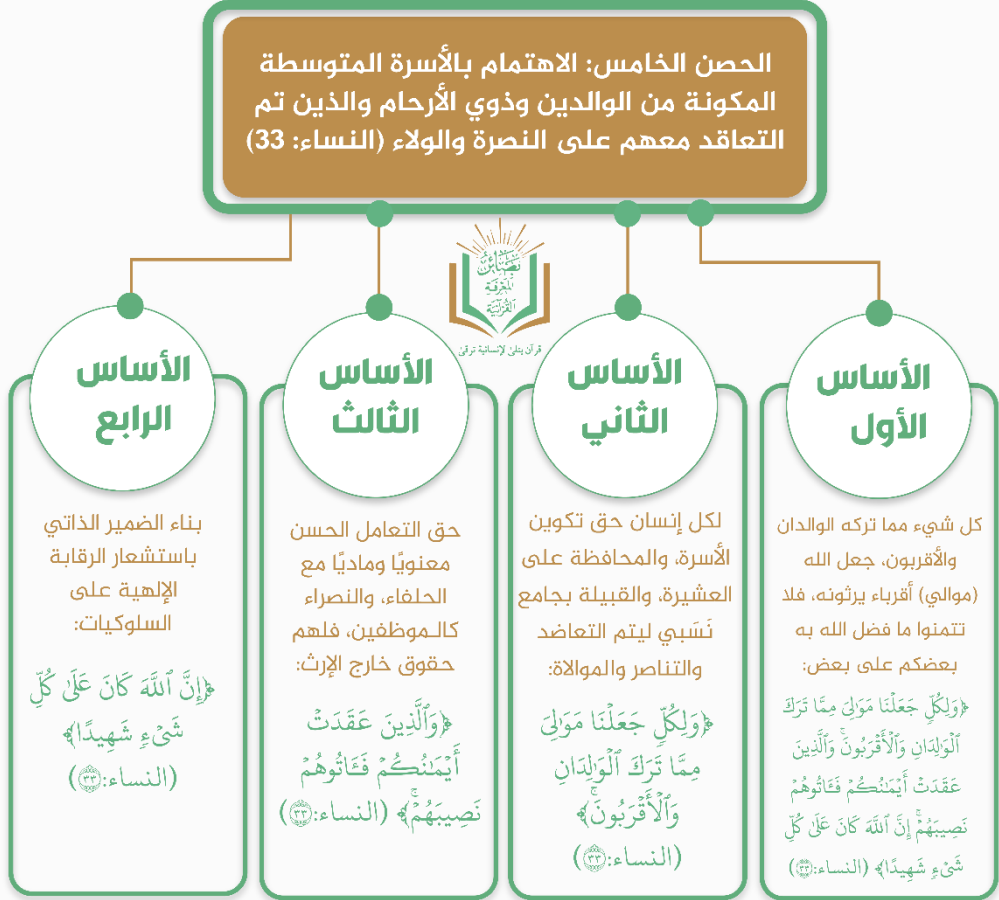 الحصن الخامس: الاهتمام بالأسرة المتوسطة
المكونة من الوالدين وذوي الأرحام والذين تم
التعاقد معهم على النصرة والولاء (النساء: 33)
بَصَائِرُ
المَعْرِفَةِ
القُرْآنِيَّةِ
قرآن يتلى لإنسانية ترقى
الأساس
الأول
كل شيء مما تركه الوالدان
والأقربون، جعل الله
(موالي) أقرباء يرثونه، فلا
تتمنوا ما فضل الله به
بعضكم على بعض:
﴿وَلِكُلّٖ جَعَلۡنَا مَوَٰلِيَ مِمَّا تَرَكَ
ٱلۡوَٰلِدَانِ وَٱلۡأَقۡرَبُونَۚ وَٱلَّذِينَ
عَقَدَتۡ أَيۡمَٰنُكُمۡ فَـَٔاتُوهُمۡ
نَصِيبَهُمۡۚ إِنَّ ٱللَّهَ كَانَ عَلَىٰ كُلِّ
شَيۡءٖ شَهِيدًا﴾ (النساء:٣٣)
الأساس
الثاني
لكل إنسان حق تكوين
الأسرة، والمحافظة على
العشيرة، والقبيلة بجامع
نَسَبي ليتم التعاضد
والتناصر والموالاة:
﴿وَلِكُلّٖ جَعَلۡنَا مَوَٰلِيَ
مِمَّا تَرَكَ ٱلۡوَٰلِدَانِ
وَٱلۡأَقۡرَبُونَۚ﴾
(النساء:٣٣)
الأساس
الثالث
حق التعامل الحسن
معنويًا وماديًا مع
الحلفاء، والنصراء
كالموظفين، فلهم
حقوق خارج الإرث:
﴿وَٱلَّذِينَ عَقَدَتۡ
أَيۡمَٰنُكُمۡ فَـَٔاتُوهُمۡ
نَصِيبَهُمۡۚ﴾ (النساء:٣٣)
الأساس
الرابع
بناء الضمير الذاتي
باستشعار الرقابة
الإلهية على
السلوكيات:
﴿إِنَّ ٱللَّهَ كَانَ عَلَىٰ كُلِّ
شَيۡءٖ شَهِيدًا﴾
(النساء:٣٣)